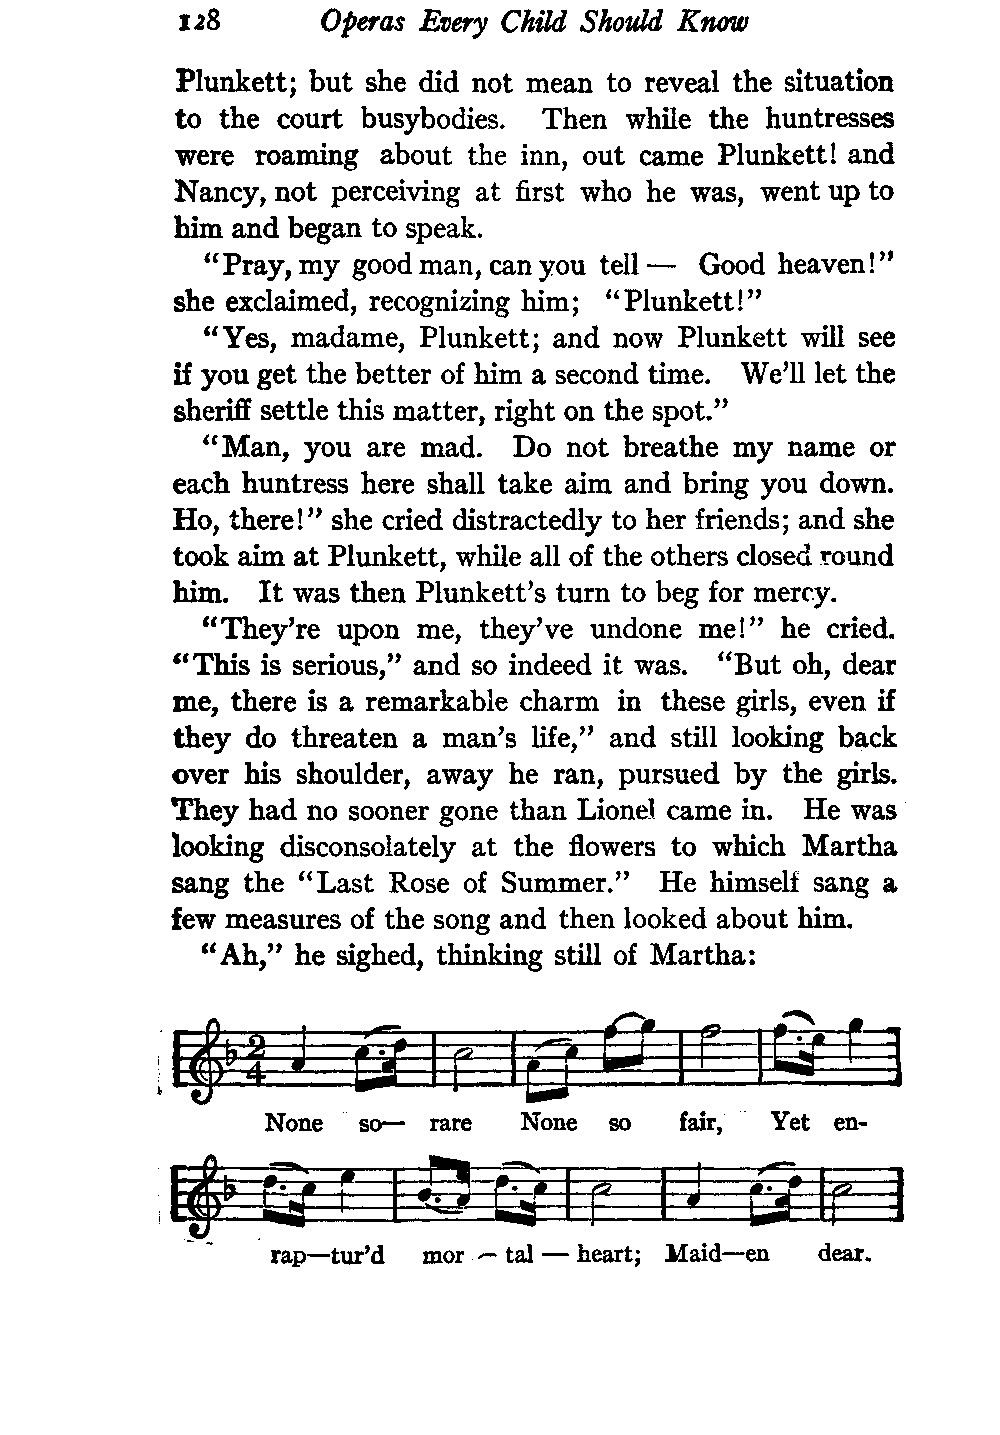 128 Operas Every Child Should Know
Plunkett; but she did not mean to reveal the situation
to the court busybodies. Then while the huntresses
were roaming about the inn, out came Plunkett! and
Nancy, not perceiving at first who he was, went up to
him and began to speak.
"Pray, my good man, can you tell — Good heaven!"
she exclaimed, recognizing him; "Plunkett!"
"Yes, madame, Plunkett; and now Plunkett will see
if you get the better of him a second time. We'll let the
sheriff settle this matter, right on the spot."
"Man, you are mad. Do not breathe my name or
each huntress here shall take aim and bring you down.
Ho, there!" she cried distractedly to her friends; and she
took aim at Plunkett, while all of the others closed round
him. It was then Plunkett's turn to beg for mercy.
"They're upon me, they've undone me!" he cried.
"This is serious," and so indeed it was. "But oh, dear
me, there is a remarkable charm in these girls, even if
they do threaten a man's life," and still looking back
over his shoulder, away he ran, pursued by the girls.
They had no sooner gone than Lionel came in. He was
looking disconsolately at the flowers to which Martha
sang the "Last Rose of Summer." He himself sang a
few measures of the song and then looked about him.
"Ah," he sighed, thinking still of Martha:
2
4
None so— rare None so fair, Yet en-
rap—tur'd mor — tal — heart; Maid—en dear.